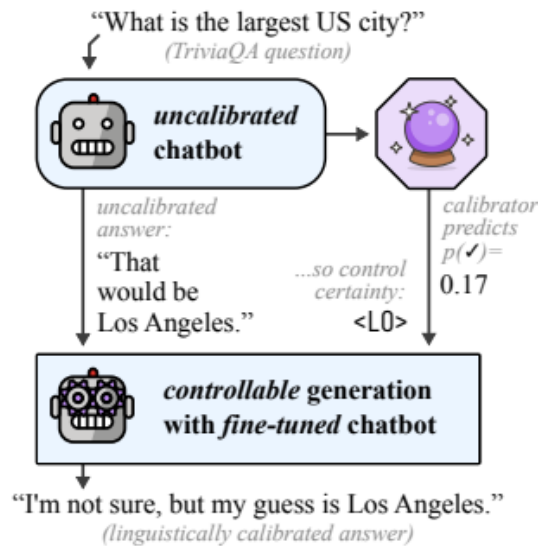 “What is the largest US city?”
(TriviaQA question)
uncalibrated
chatbot
uncalibrated
answer:
“That
would be
Los Angeles.”
calibrator
predicts
p(✓)=
0.17
...so control
certainty:
<LO>
controllable generation
with fine-tuned chatbot
“I'm not sure, but my guess is Los Angeles.”
(linguistically calibrated answer)